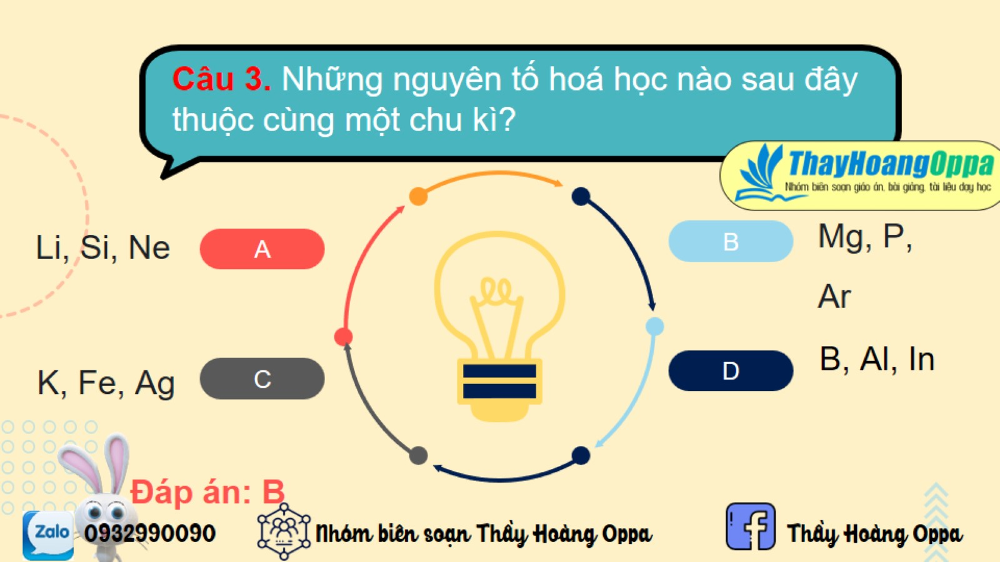 Câu 3. Những nguyên tố hoá học nào sau đây
thuộc cùng một chu kì?
ThayHoangOppa
Nhóm biên soạn giáo án, bài giảng, tài liệu dạy học
Li, Si, Ne
A
B
Mg, P,
Ar
K, Fe, Ag
C
D
B, Al, In
Đáp án: B
Zalo
0932990090
Nhóm biên soạn Thầy Hoàng Oppa
Thầy Hoàng Oppa